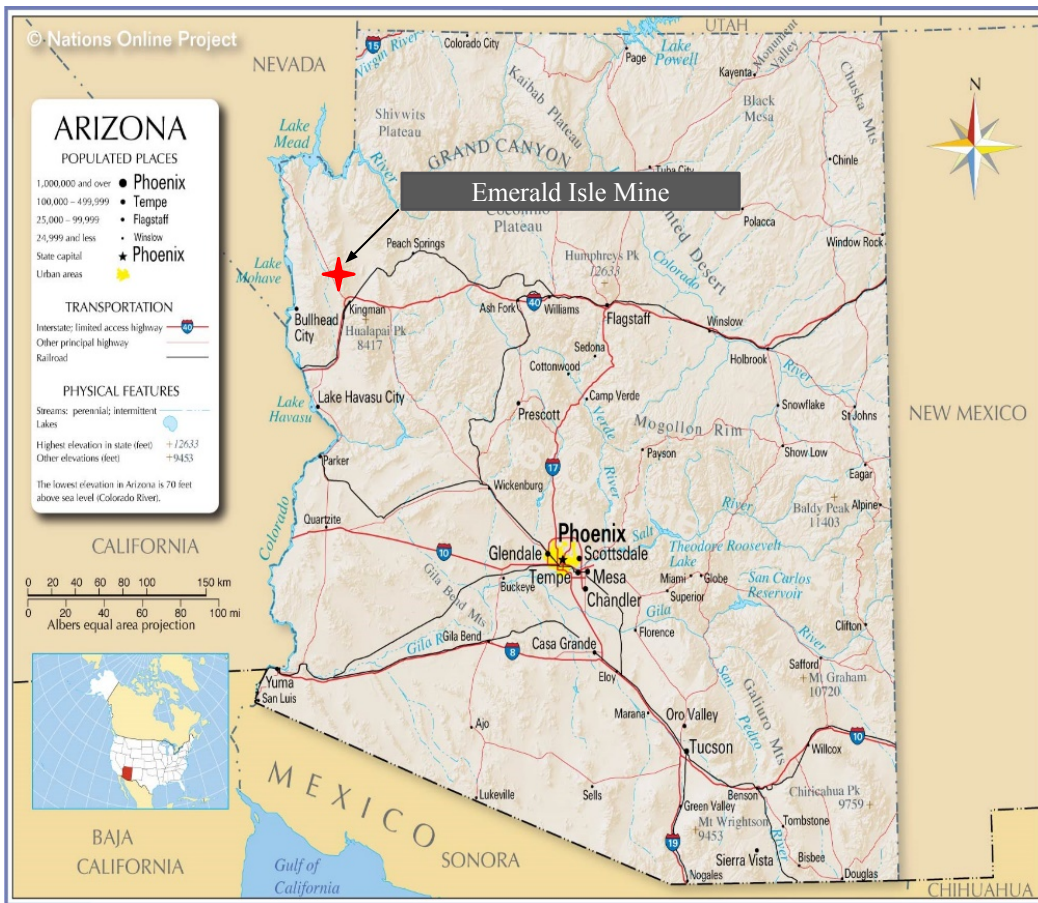 © Nations Online Project
UTAH
NEVADA
15
Virgin River
Colorado City
Page
Lake
Powell
Monument
Valley
Kayenta
Chuska Mts
N
ARIZONA
POPULATED PLACES
1,000,000 and over Phoenix
100,000 – 499,999 Tempe
25,000 – 99,999 Flagstaff
24,999 and less Winslow
State capital Phoenix
Urban areas
TRANSPORTATION
Interstate; limited access highway 40
Other principal highway
Railroad
PHYSICAL FEATURES
Streams: perennial; intermittent
Lakes
Highest elevation in state (feet) +12633
Other elevations (feet) +9453
The lowest elevation in Arizona is 70 feet
above sea level (Colorado River).
Lake
Mead
Shivwits
Plateau
Kaibab Plateau
Black
Mesa
GRAND CANYON
River
Tuba City
Chinle
Emerald Isle Mine
Coconino
Plateau
Polacca
Peach Springs
Painted Desert
Window Rock
Humphreys Pk
12633
Lake
Mohave
Colorado
Bullhead
City
Kingman
Hualapai Pk
8417
Ash Fork
40
Williams
Flagstaff
Winslow
Sedona
Holbrook
River
Cottonwood
Lake
Havasu
Lake Havasu City
Prescott
Camp Verde
Verde
River
Mogollon Rim
Snowflake
St Johns
NEW MEXICO
Parker
17
Payson
Show Low
Eagar
Wickenburg
Baldy Peak
11403
Alpine
River
Colorado
Quartzite
CALIFORNIA
Phoenix
Salt
Glendale
Scottsdale
Theodore Roosevelt
Lake
10
Tempe
Mesa
Miami
Globe
San Carlos
Reservoir
Buckeye
Chandler
Superior
Gila Bend Mts
Gila
Florence
Clifton
River
0 40 80 100 150 km
0 20 40 60 80 100 mi
Albers equal area projection
Gila R
Gila Bend
8
Casa Grande
Eloy
Safford
Mt Graham
10720
Yuma
San Luis
San
Pedro
River
Galiuro Mts
Ajo
Marana
Oro Valley
Tucson
10
Willcox
Lukeville
Sells
Benson
Chiricahua Pk
9759
Green Valley
Mt Wrightson
9453
Tombstone
19
Sierra Vista
Bisbee
Nogales
Douglas
MEXICO
BAJA
CALIFORNIA
Gulf of
California
SONORA
CHIHUAHUA